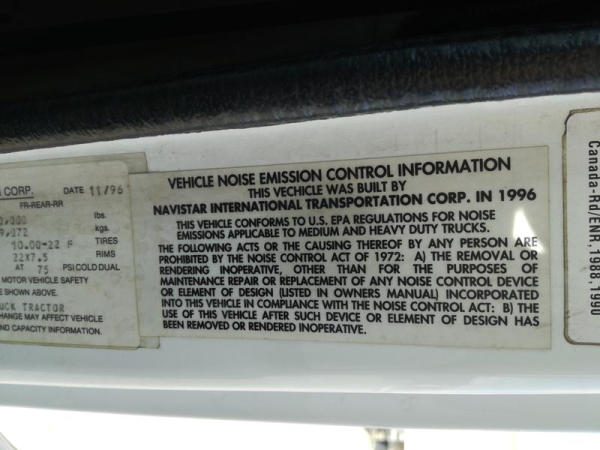 CORP. DATE 11/96
FR-REAR-RR
lbs.
kgs.
10.00-22 F TIRES
22X7.5 RIMS
AT 75 PSI COLD DUAL
MOTOR VEHICLE SAFETY
E SHOWN ABOVE.
UCK TRACTOR
HANGE MAY AFFECT VEHICLE
ND CAPACITY INFORMATION.
VEHICLE NOISE EMISSION CONTROL INFORMATION
THIS VECHICLE WAS BUILT BY
NAVISTAR INTERNATIONAL TRANSPORTATION CORP. IN 1996
THIS VEHICLE CONFORMS TO U.S. EPA REGULATIONS FOR NOISE
EMISSIONS APPLICABLE TO MEDIUM AND HEAVY DUTY TRUCKS.
THE FOLLOWING ACTS OR THE CAUSING THEREOF BY ANY PERSON ARE
PROHIBITED BY THE NOISE CONTROL ACT OF 1972: A) THE REMOVAL OR
RENDERING INOPERATIVE, OTHER THAN FOR THE PURPOSES OF
MAINTENANCE REPAIR OR REPLACEMENT OF ANY NOISE CONTROL DEVICE
OR ELEMENT OF DESIGN (LISTED IN OWNERS MANUAL) INCORPORATED
INTO THIS VEHICLE IN COMPLIANCE WITH THE NOISE CONTROL ACT: B) THE
USE OF THIS VEHICLE AFTER SUCH DEVICE OR ELEMENT OF DESIGN HAS
BEEN REMOVED OR RENDERED INOPERATIVE.
Canada-Rd/ENR. 1988, 1990